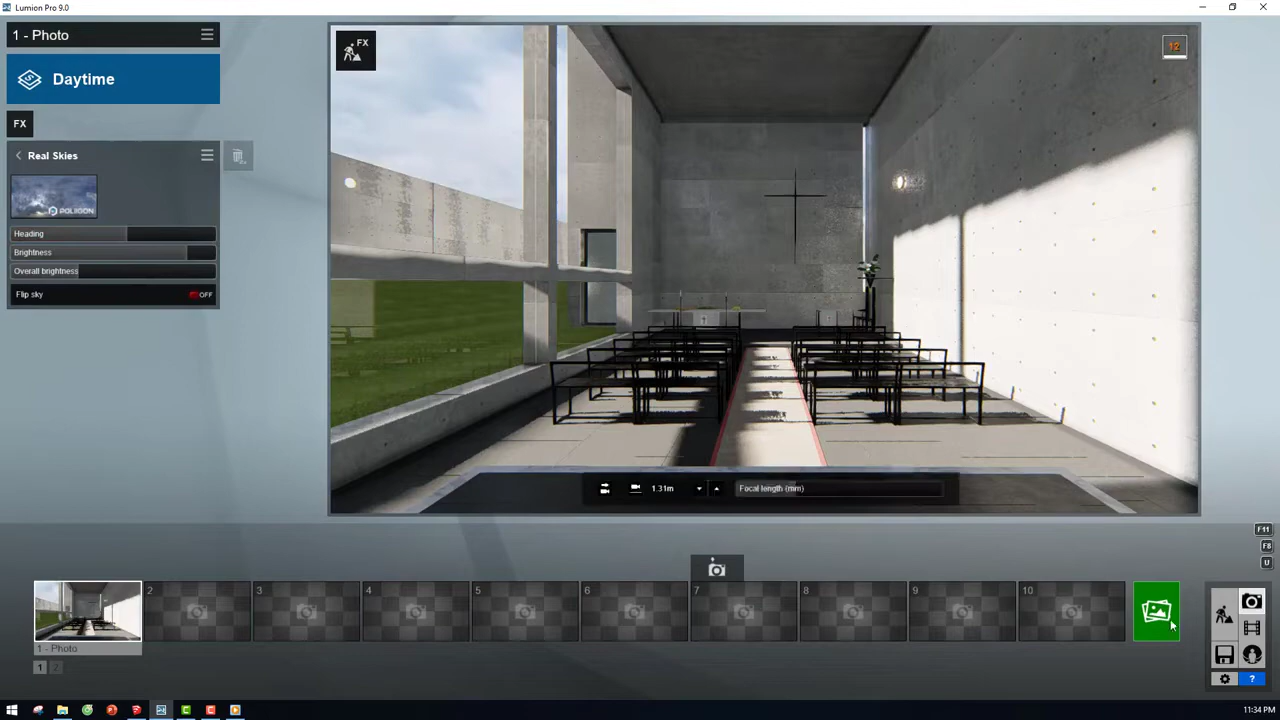 Lumion Pro 9.0
1 - Photo
Daytime
FX
Real Skies
POLIIGON
Heading
Brightness
Overall brightness
Flip sky
OFF
FX
12
1.31m
Focal length (mm)
F11
F8
U
2
3
4
5
6
7
8
9
10
1 - Photo
1
2
?
11:34 PM